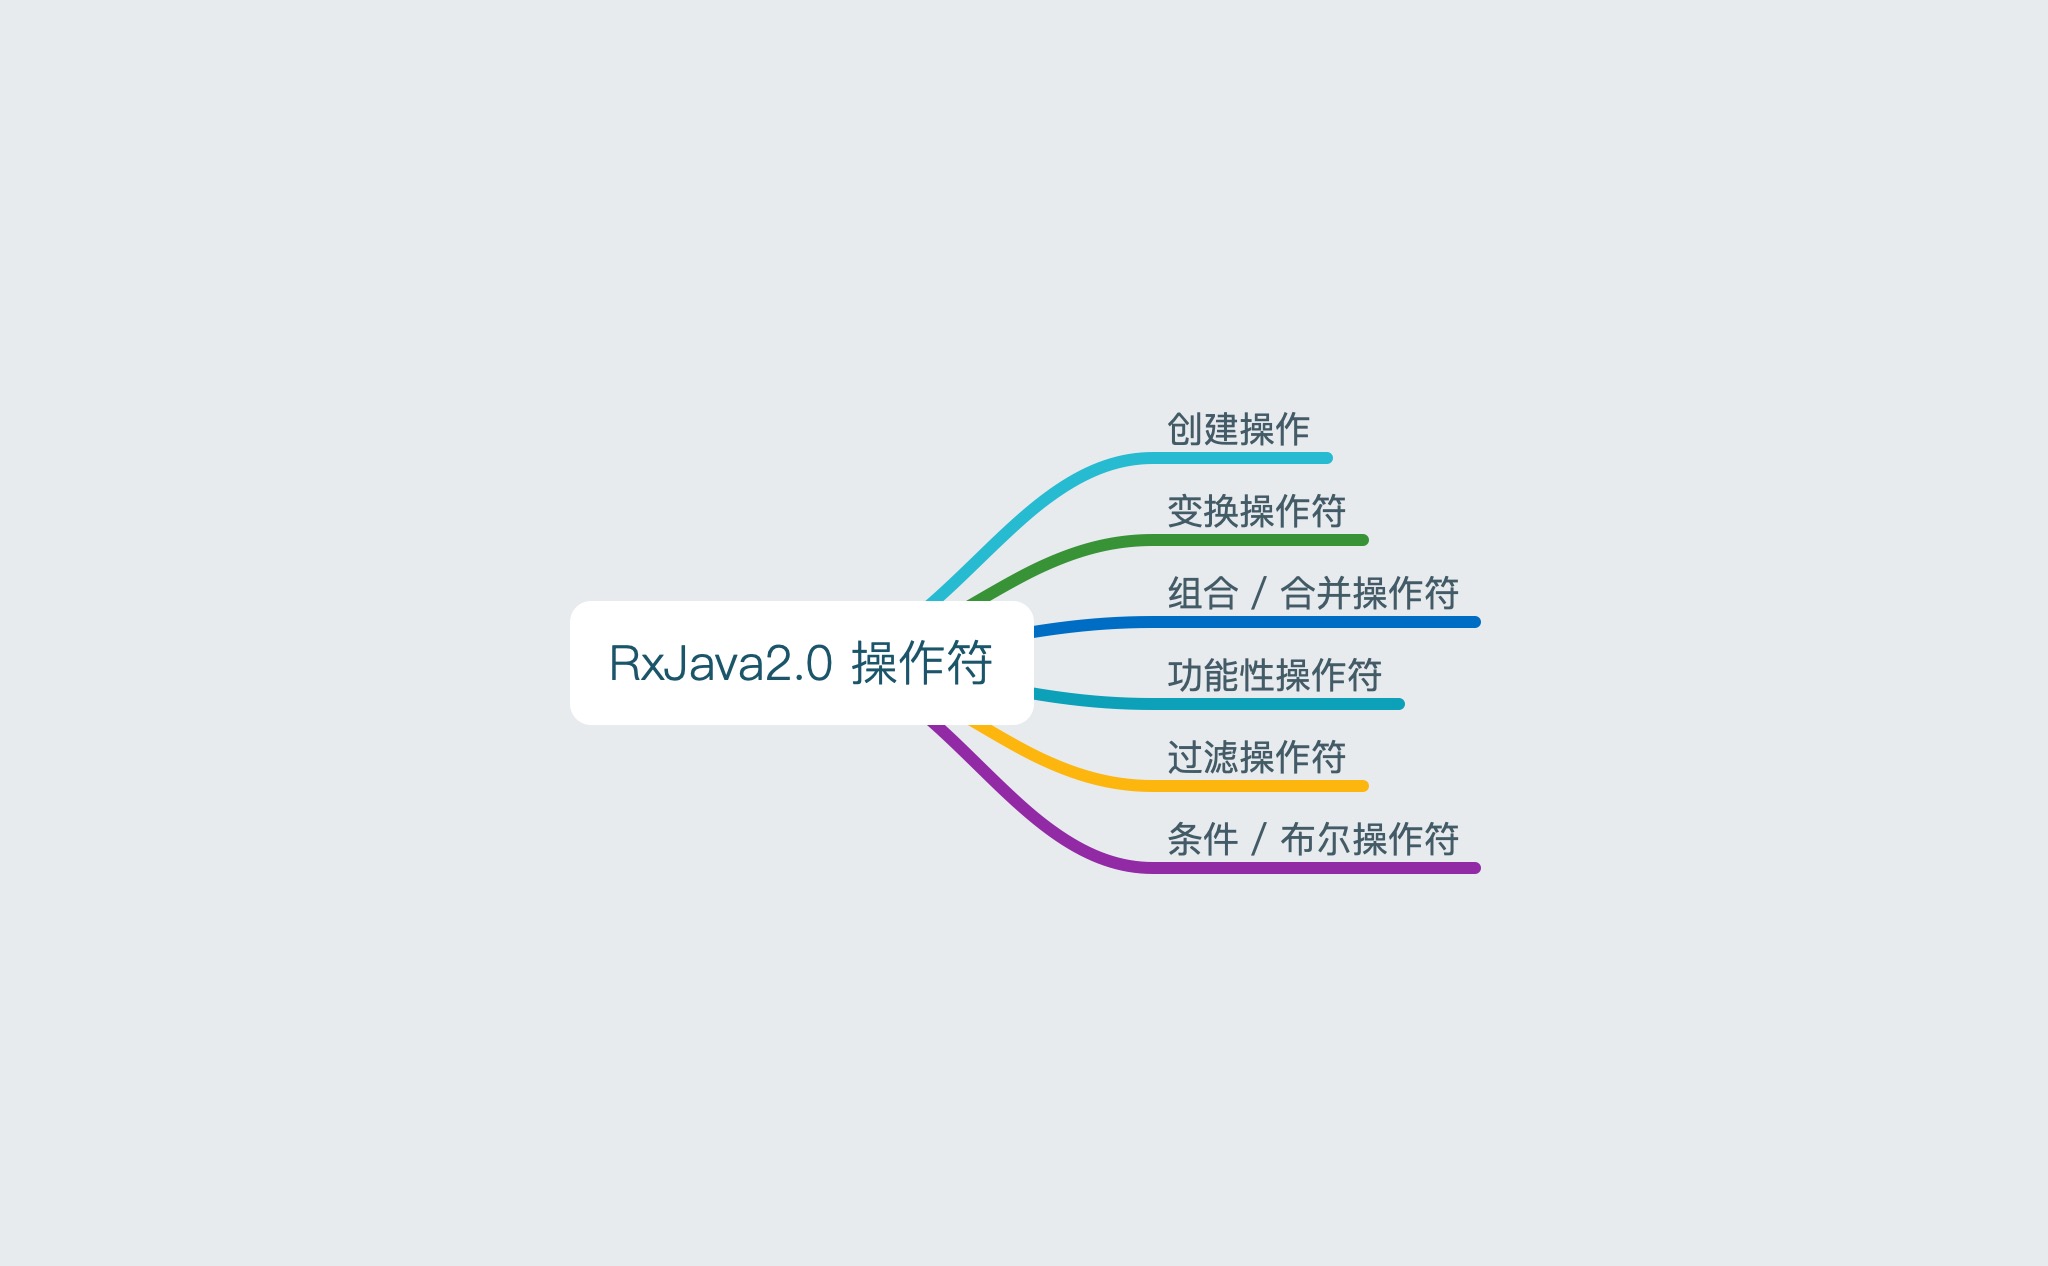 RxJava2.0 操作符
创建操作
变换操作符
组合 / 合并操作符
功能性操作符
过滤操作符
条件 / 布尔操作符